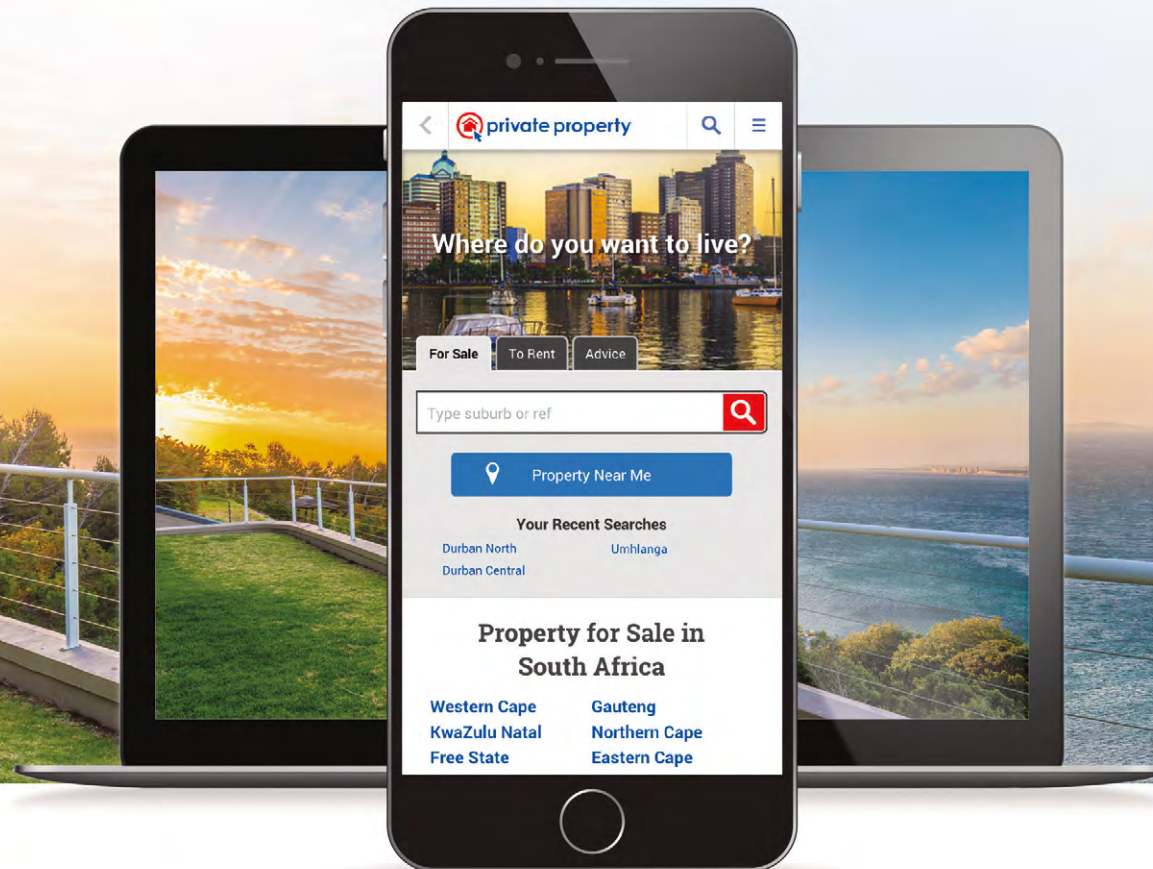 private property
Where do you want to live?
For Sale To Rent Advice
Type suburb or ref
Property Near Me
Your Recent Searches
Durban North Umhlanga
Durban Central
Property for Sale in
South Africa
Western Cape Gauteng
KwaZulu Natal Northern Cape
Free State Eastern Cape